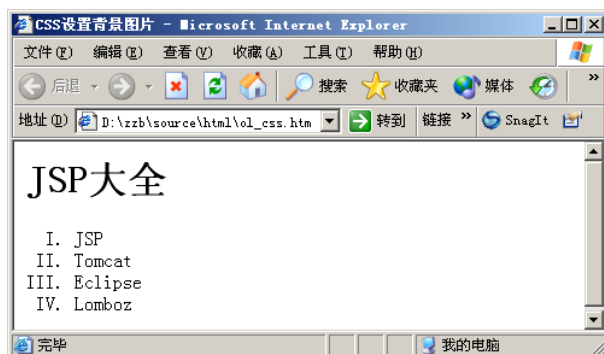 CSS设置背景图片 - Microsoft Internet Explorer
文件(F) 编辑(E) 查看(V) 收藏(A) 工具(T) 帮助(H)
后退 搜索 收藏夹 媒体 »
地址(D) D:\zzb\source\html\ol_css.htm 转到 链接 » SnagIt
JSP大全
I. JSP
II. Tomcat
III. Eclipse
IV. Lomboz
完毕 我的电脑